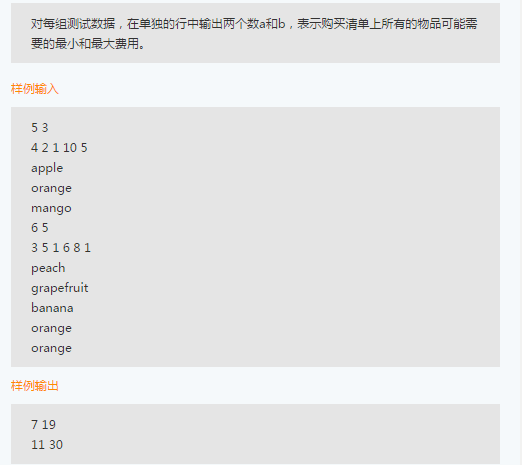 对每组测试数据，在单独的行中输出两个数a和b，表示购买清单上所有的物品可能需
要的最小和最大费用。
样例输入
5 3
4 2 1 10 5
apple
orange
mango
6 5
3 5 1 6 8 1
peach
grapefruit
banana
orange
orange
样例输出
7 19
11 30